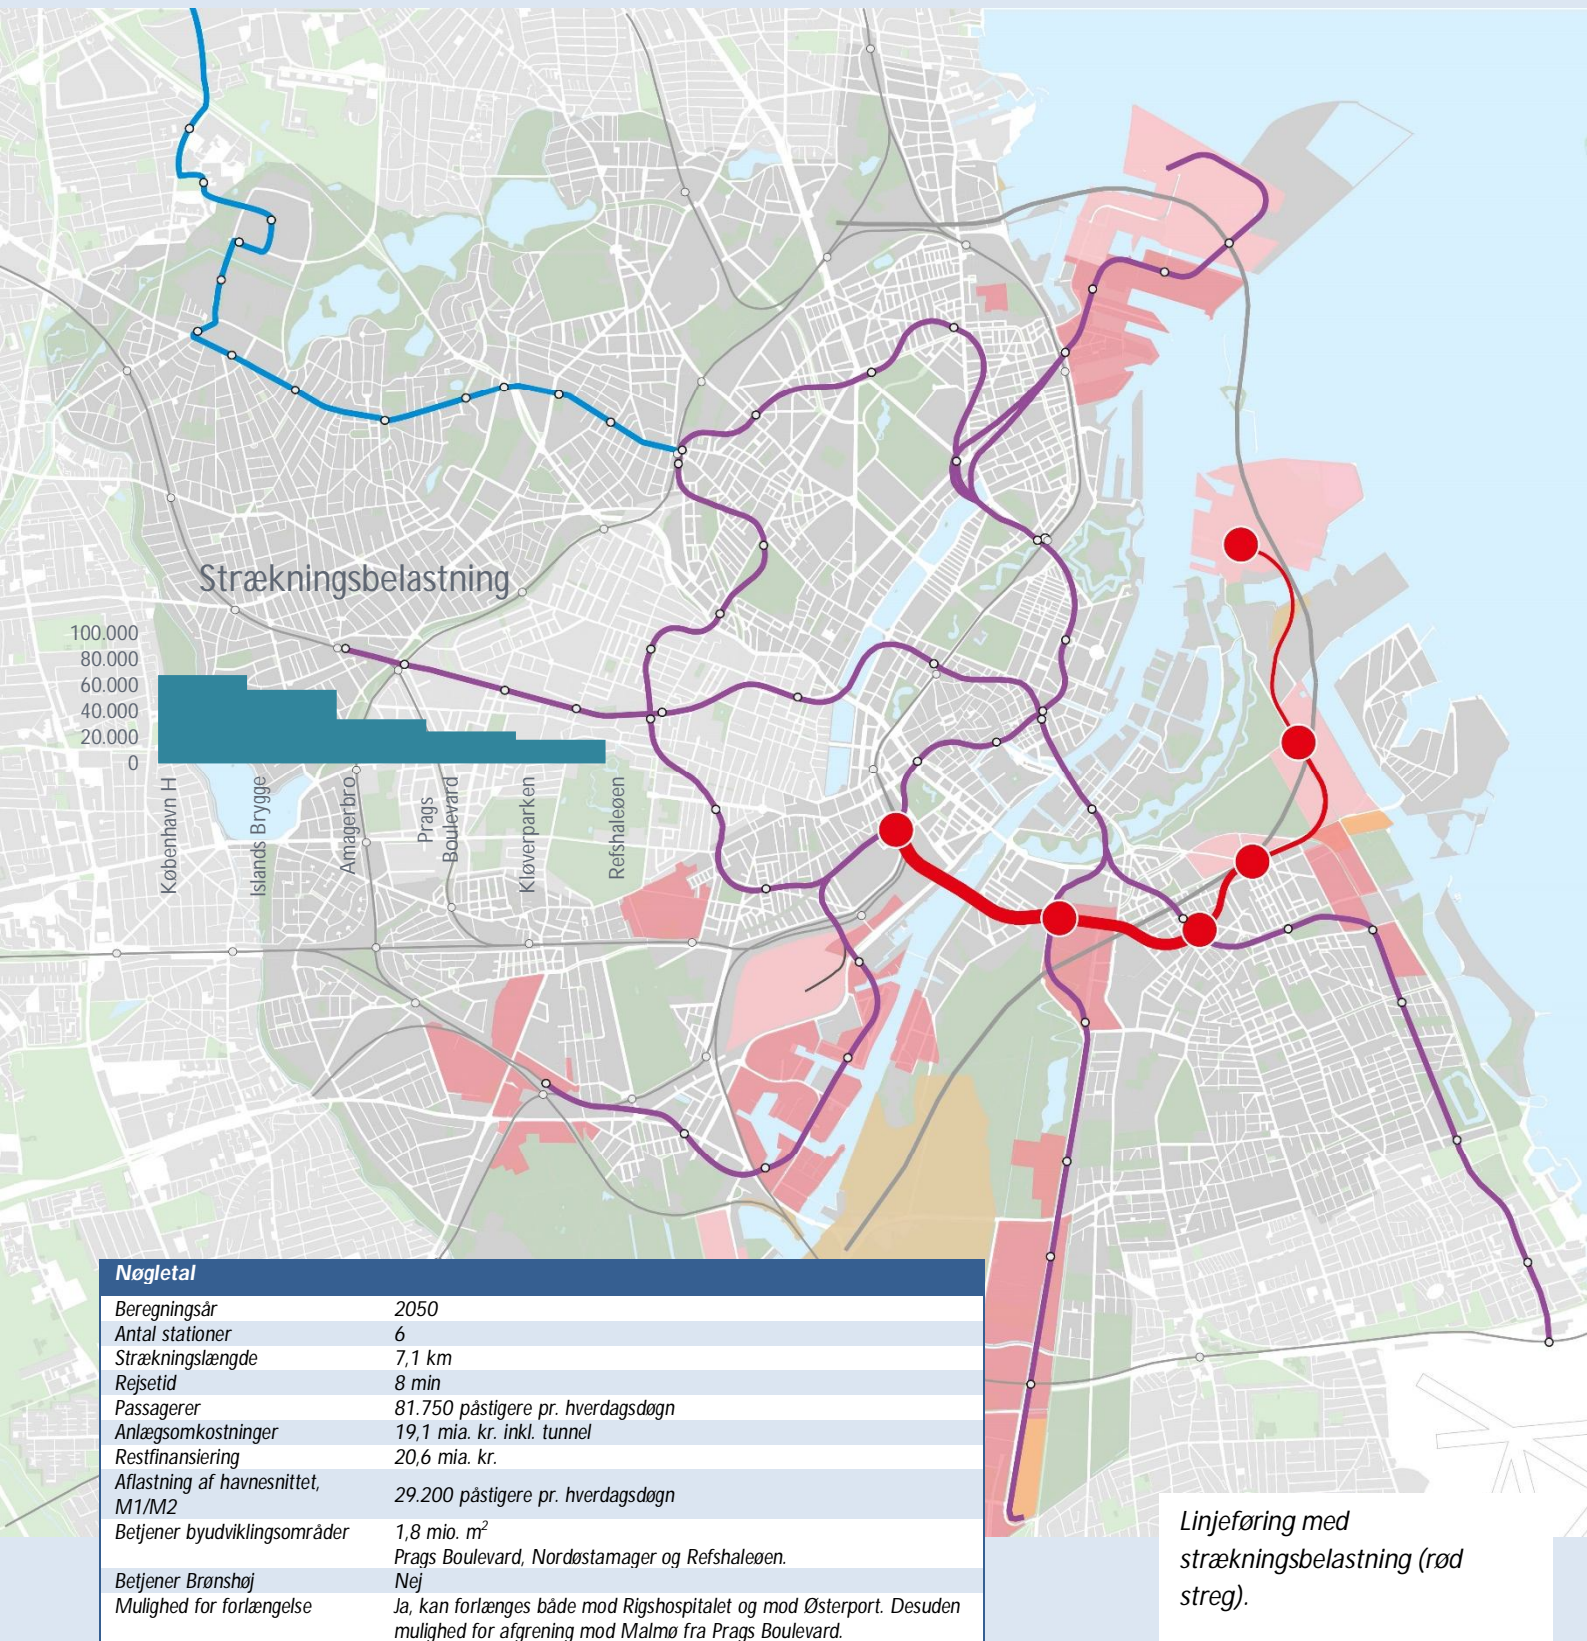 Strækningsbelastning
100.000
80.000
60.000
40.000
20.000
0
København H
Islands Brygge
Amagerbro
Prags
Boulevard
Kløverparken
Refshaleøen
Nøgletal
Beregningsår 2050
Antal stationer 6
Strækningslængde 7,1 km
Rejsetid 8 min
Passagerer 81.750 påstigere pr. hverdagsdøgn
Anlægsomkostninger 19,1 mia. kr. inkl. tunnel
Restfinansiering 20,6 mia. kr.
Aflastning af havnesnittet,
M1/M2 29.200 påstigere pr. hverdagsdøgn
Betjener byudviklingsområder 1,8 mio. m²
Prags Boulevard, Nordøstamager og Refshaleøen.
Betjener Brønshøj Nej
Mulighed for forlængelse Ja, kan forlænges både mod Rigshospitalet og mod Østerport. Desuden
mulighed for afgrening mod Malmø fra Prags Boulevard.
Linjeføring med
strækningsbelastning (rød
streg).